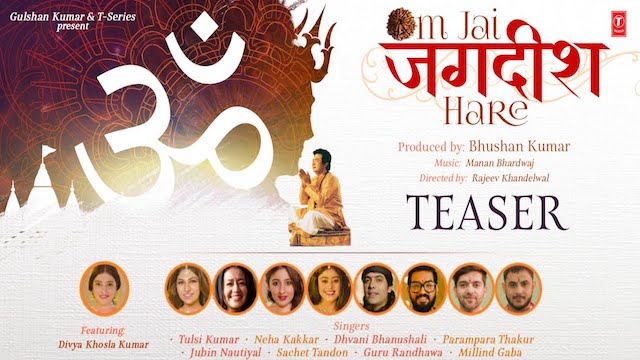 Gulshan Kumar & T-Series
present
ॐ
Om Jai
जगदीश
Hare
T
SERIES
Produced by: Bhushan Kumar
Music: Manan Bhardwaj
Directed by: Rajeev Khandelwal
TEASER
Featuring:
Divya Khosla Kumar
Singers
• Tulsi Kumar • Neha Kakkar • Dhvani Bhanushali • Parampara Thakur
• Jubin Nautiyal • Sachet Tandon • Guru Randhawa • Millind Gaba